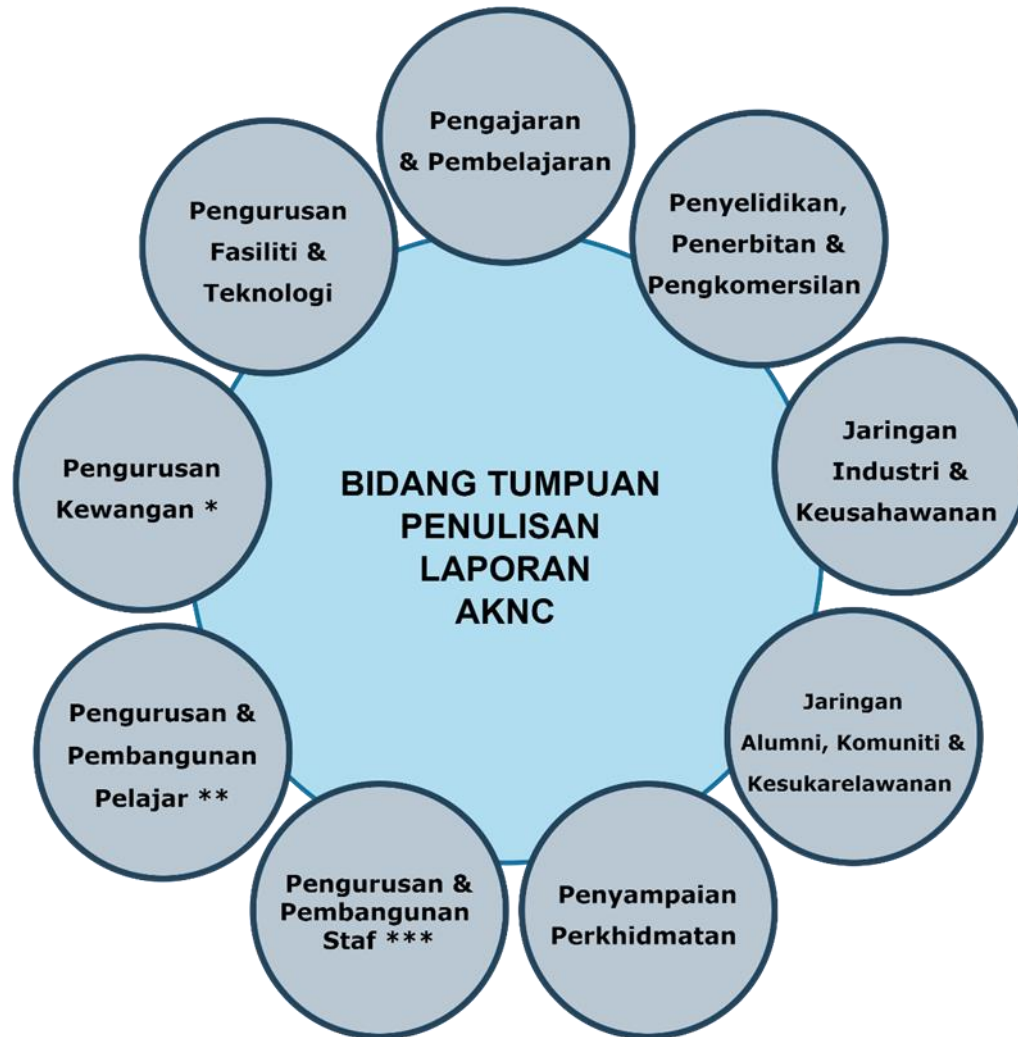 Pengajaran
& Pembelajaran
Penyelidikan,
Penerbitan &
Pengkomersilan
Jaringan
Industri &
Keusahawanan
Jaringan
Alumni, Komuniti &
Kesukarelawanan
Penyampaian
Perkhidmatan
Pengurusan &
Pembangunan
Staf ***
Pengurusan &
Pembangunan
Pelajar **
Pengurusan
Kewangan *
Pengurusan
Fasiliti &
Teknologi
BIDANG TUMPUAN
PENULISAN
LAPORAN
AKNC